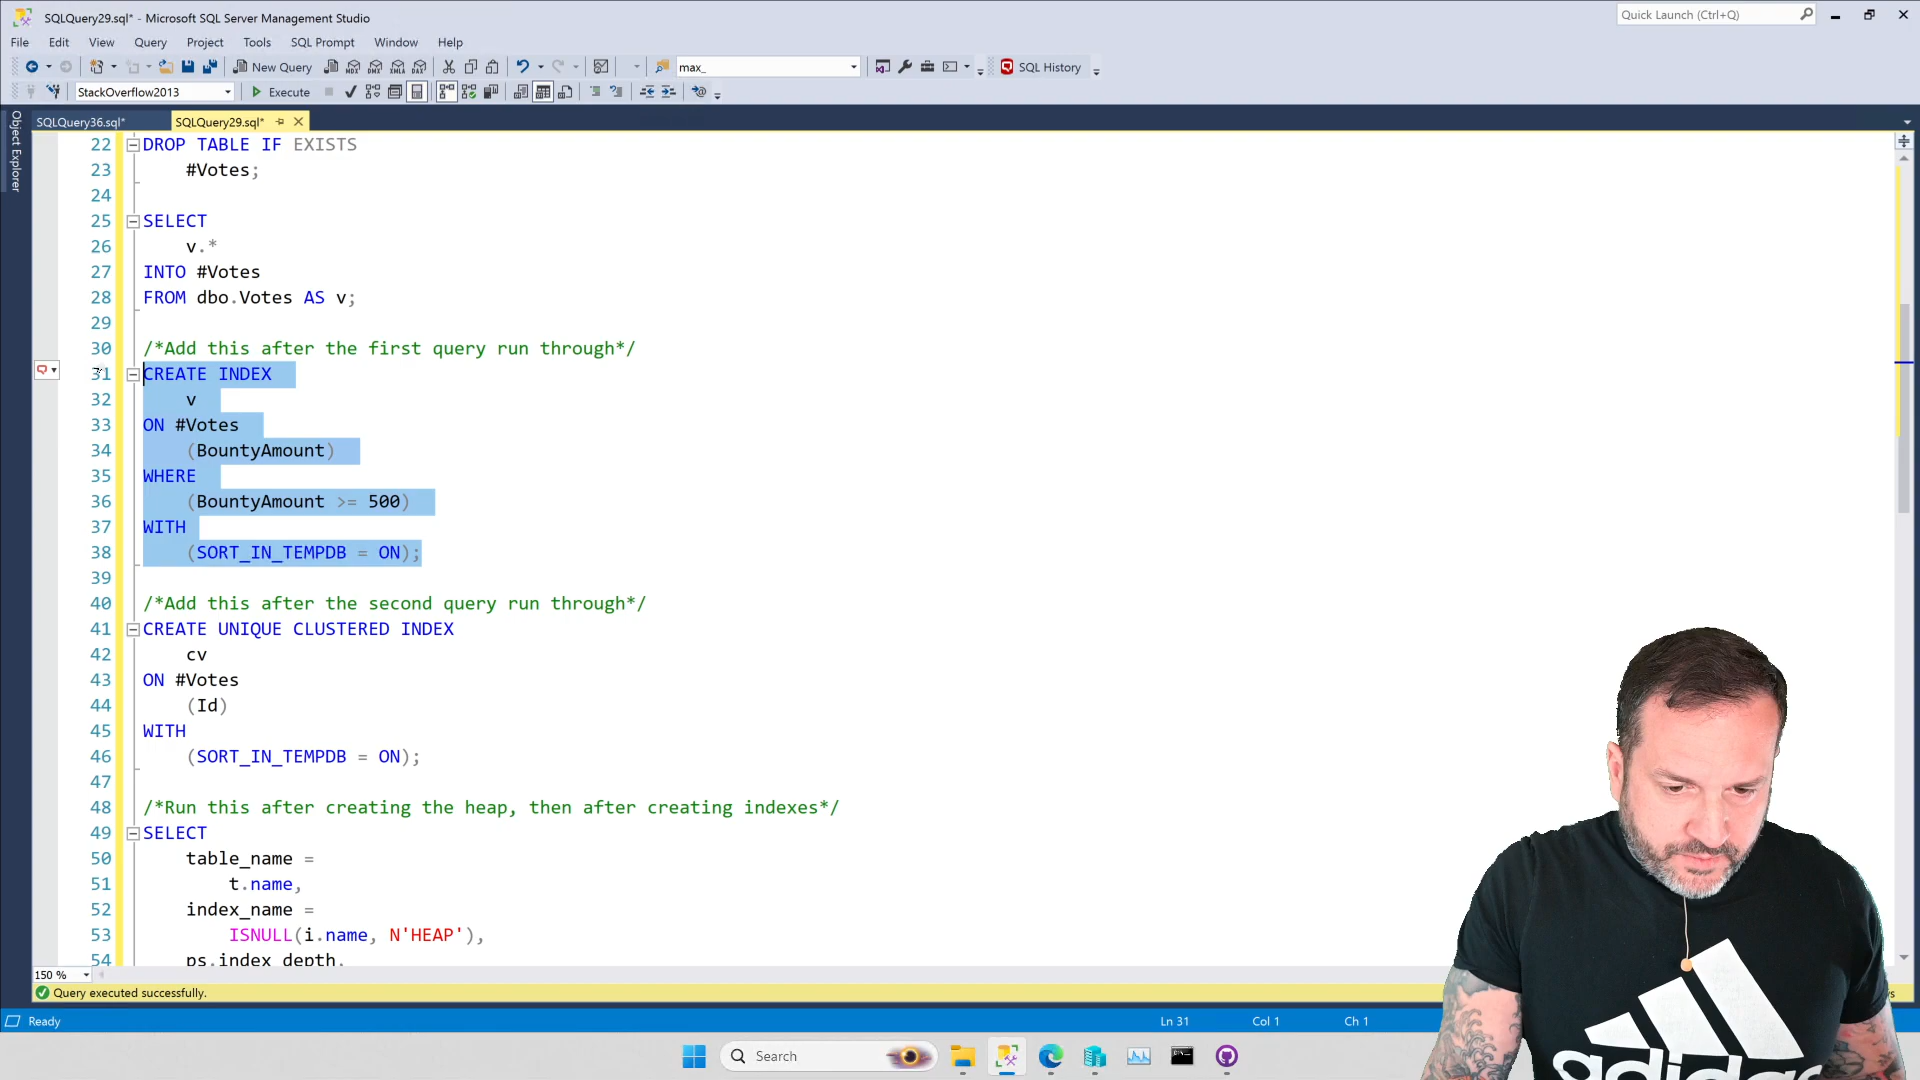 SQLQuery29.sql* - Microsoft SQL Server Management Studio
Quick Launch (Ctrl+Q)
File Edit View Query Project Tools SQL Prompt Window Help
New Query
MDX DMX XMLA DAX
max_
SQL History
StackOverflow2013
Execute
SQLQuery36.sql*
SQLQuery29.sql*
Object Explorer
22 DROP TABLE IF EXISTS
23 #Votes;
24
25 SELECT
26 v.*
27 INTO #Votes
28 FROM dbo.Votes AS v;
29
30 /*Add this after the first query run through*/
31 CREATE INDEX
32 v
33 ON #Votes
34 (BountyAmount)
35 WHERE
36 (BountyAmount >= 500)
37 WITH
38 (SORT_IN_TEMPDB = ON);
39
40 /*Add this after the second query run through*/
41 CREATE UNIQUE CLUSTERED INDEX
42 cv
43 ON #Votes
44 (Id)
45 WITH
46 (SORT_IN_TEMPDB = ON);
47
48 /*Run this after creating the heap, then after creating indexes*/
49 SELECT
50 table_name =
51 t.name,
52 index_name =
53 ISNULL(i.name, N'HEAP'),
54 ps.index_depth,
150 %
Query executed successfully.
Ready
Ln 31
Col 1
Ch 1
Search
adidas